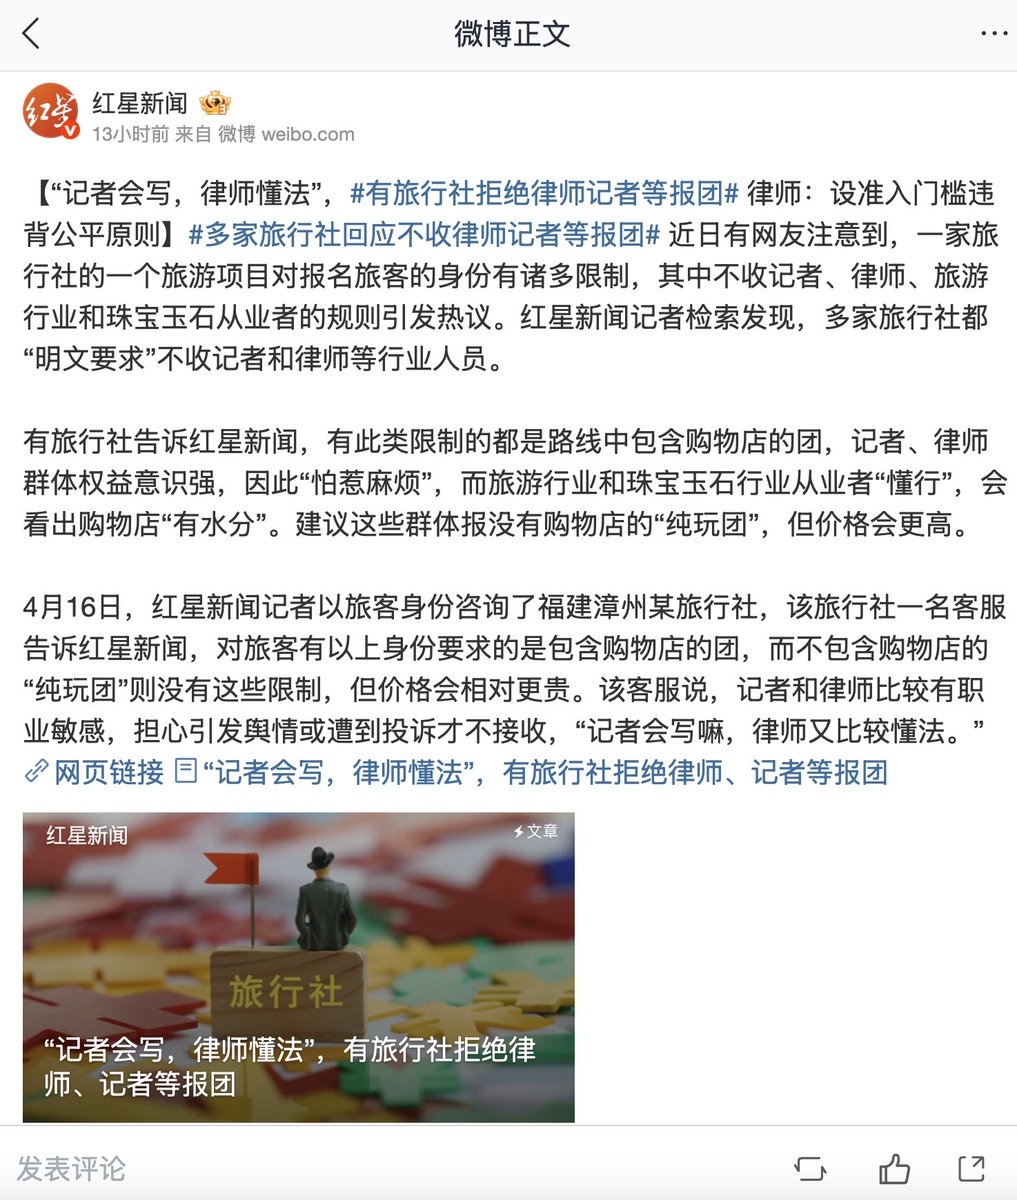 微博正文
红星
红星新闻
13小时前 来自 微博 weibo.com
【“记者会写，律师懂法”，#有旅行社拒绝律师记者等报团# 律师：设准入门槛违
背公平原则】#多家旅行社回应不收律师记者等报团# 近日有网友注意到，一家旅
行社的一个旅游项目对报名旅客的身份有诸多限制，其中不收记者、律师、旅游
行业和珠宝玉石从业者的规则引发热议。红星新闻记者检索发现，多家旅行社都
“明文要求”不收记者和律师等行业人员。
有旅行社告诉红星新闻，有此类限制的都是路线中包含购物店的团，记者、律师
群体权益意识强，因此“怕惹麻烦”，而旅游行业和珠宝玉石行业从业者“懂行”，会
看出购物店“有水分”。建议这些群体报没有购物店的“纯玩团”，但价格会更高。
4月16日，红星新闻记者以旅客身份咨询了福建漳州某旅行社，该旅行社一名客服
告诉红星新闻，对旅客有以上身份要求的是包含购物店的团，而不包含购物店的
“纯玩团”则没有这些限制，但价格会相对更贵。该客服说，记者和律师比较有职
业敏感，担心引发舆情或遭到投诉才不接收，“记者会写嘛，律师又比较懂法。”
网页链接 “记者会写，律师懂法”，有旅行社拒绝律师、记者等报团
红星新闻
文章
旅行社
“记者会写，律师懂法”，有旅行社拒绝律
师、记者等报团
发表评论